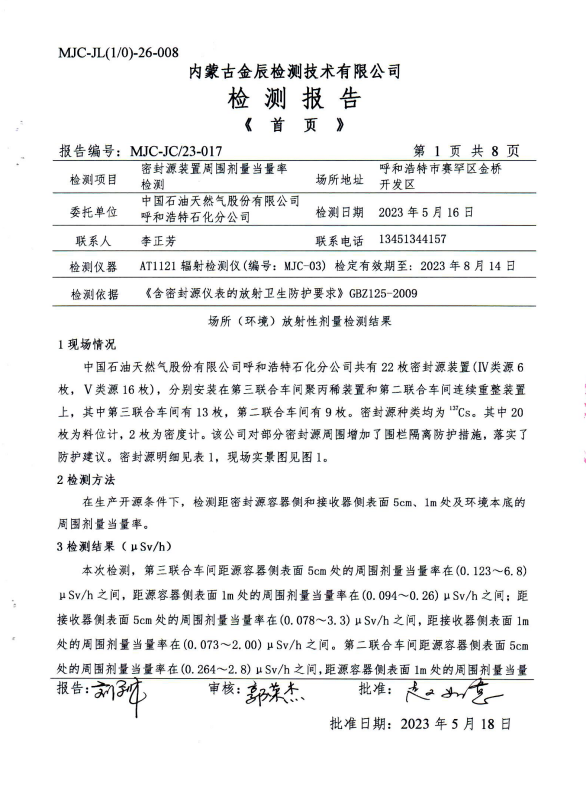 MJC-JL(1/0)-26-008
内蒙古金辰检测技术有限公司
检 测 报 告
《 首 页 》
报告编号：MJC-JC/23-017 第 1 页 共 8 页
检测项目 密封源装置周围剂量当量率检测 场所地址 呼和浩特市赛罕区金桥开发区
委托单位 中国石油天然气股份有限公司呼和浩特石化分公司 检测日期 2023 年 5 月 16 日
联系人 李正芳 联系电话 13451344157
检测仪器 AT1121 辐射检测仪(编号：MJC-03) 检定有效期至：2023 年 8 月 14 日
检测依据 《含密封源仪表的放射卫生防护要求》GBZ125-2009
场所（环境）放射性剂量检测结果
1 现场情况
中国石油天然气股份有限公司呼和浩特石化分公司共有 22 枚密封源装置(Ⅳ类源 6
枚，Ⅴ类源 16 枚)，分别安装在第三联合车间聚丙稀装置和第二联合车间连续重整装置
上，其中第三联合车间有 13 枚，第二联合车间有 9 枚。密封源种类均为 ¹³⁷Cs。其中 20
枚为料位计，2 枚为密度计。该公司对部分密封源周围增加了围栏隔离防护措施，落实了
防护建议。密封源明细见表 1，现场实景图见图 1。
2 检测方法
在生产开源条件下，检测距密封源容器侧和接收器侧表面 5cm、1m 处及环境本底的
周围剂量当量率。
3 检测结果（μSv/h）
本次检测，第三联合车间距源容器侧表面 5cm 处的周围剂量当量率在(0.123～6.8)
μSv/h 之间，距源容器侧表面 1m 处的周围剂量当量率在(0.094～0.26)μSv/h 之间；距
接收器侧表面 5cm 处的周围剂量当量率在(0.078～3.3)μSv/h 之间，距接收器侧表面 1m
处的周围剂量当量率在(0.073～2.00)μSv/h 之间。第二联合车间距源容器侧表面 5cm
处的周围剂量当量率在(0.264～2.8)μSv/h 之间，距源容器侧表面 1m 处的周围剂量当量
报告： 审核：郭荣杰 批准：
批准日期：2023 年 5 月 18 日